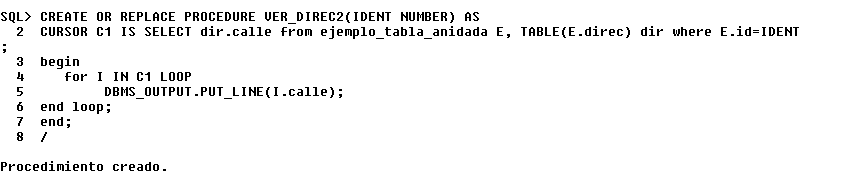 SQL> CREATE OR REPLACE PROCEDURE VER_DIREC2(IDENT NUMBER) AS
  2  CURSOR C1 IS SELECT dir.calle from ejemplo_tabla_anidada E, TABLE(E.direc) dir where E.id=IDENT
;
  3  begin
  4     for I IN C1 LOOP
  5          DBMS_OUTPUT.PUT_LINE(I.calle);
  6  end loop;
  7  end;
  8  /
Procedimiento creado.